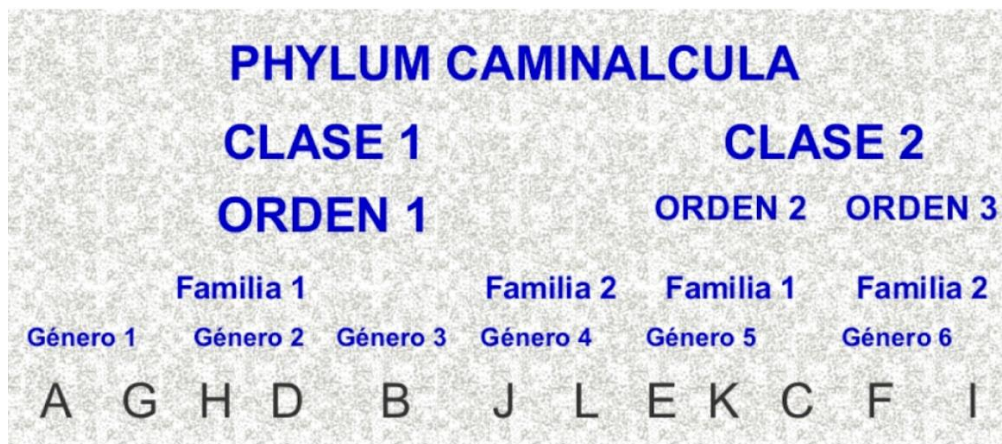 PHYLUM CAMINALCULA
CLASE 1 CLASE 2
ORDEN 1 ORDEN 2 ORDEN 3
Familia 1 Familia 2 Familia 1 Familia 2
Género 1 Género 2 Género 3 Género 4 Género 5 Género 6
A G H D B J L E K C F I